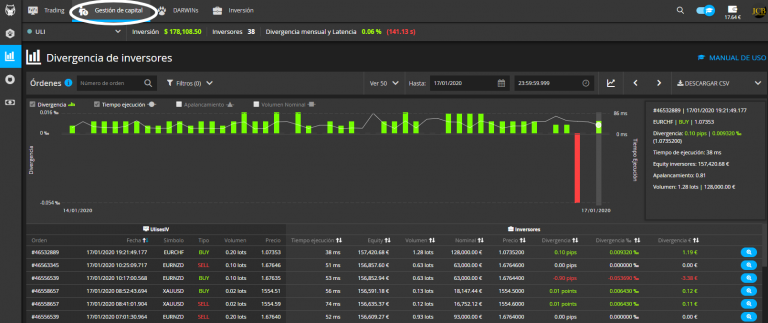 Trading Gestión de capital DARWINs Inversión 17.64 €
ULI Inversión $ 178,108.50 Inversores 38 Divergencia mensual y Latencia 0.06 % (141.13 s)
Divergencia de inversores MANUAL DE USO
Órdenes Número de orden Filtros (0) Ver 50 Hasta: 17/01/2020 23:59:59.999 DESCARGAR CSV
Divergencia Tiempo ejecución Apalancamiento Volumen Nominal
0.016 ‰ 86 ms
0 ‰ 0 ms
-0.054 ‰
Divergencia
Tiempo Ejecución
14/01/2020 17/01/2020
#46532889 | 17/01/2020 19:21:49.177
EURCHF | BUY | 1.07353
Divergencia: 0.10 pips | 0.009320 ‰
(1.0735200)
Tiempo de ejecución: 38 ms
Equity inversores: 157,420.68 €
Apalancamiento: 0.81
Volumen: 1.28 lots | 128,000.00 €
UlisesIV Inversores
Orden Fecha Símbolo Tipo Volumen Precio Tiempo ejecución Equity Volumen Nominal Precio Divergencia Divergencia ‰ Divergencia €
#46532889 17/01/2020 19:21:49.177 EURCHF BUY 0.20 lots 1.07353 38 ms 157,420.68 € 1.28 lots 128,000.00 € 1.0735200 0.10 pips 0.009320 ‰ 1.19 €
#46563345 17/01/2020 10:25:09.717 EURNZD SELL 0.10 lots 1.67640 51 ms 156,830.66 € 0.63 lots 63,000.00 € 1.6764000 0.00 pips 0.000000 ‰ 0.00 €
#46556539 17/01/2020 10:17:00.568 EURNZD BUY 0.10 lots 1.67635 53 ms 156,852.94 € 0.63 lots 63,000.00 €
#46558657 17/01/2020 08:52:43.694 XAUUSD BUY 0.02 lots 1554.51 56 ms 156,590.11 € 0.13 lots 18,147.44 € 1554.5000 0.01 points 0.006430 ‰ 0.12 €
#46558657 17/01/2020 08:41:01.904 XAUUSD SELL 0.02 lots 1554.59 74 ms 156,635.37 € 0.12 lots 16,752.12 € 1554.6000 0.01 points 0.006430 ‰ 0.11 €
#46556539 17/01/2020 07:01:30.964 EURNZD SELL 0.20 lots 1.67646 52 ms 156,609.27 € 0.93 lots 93,000.00 € 1.6764600 0.00 pips 0.000000 ‰ 0.00 €